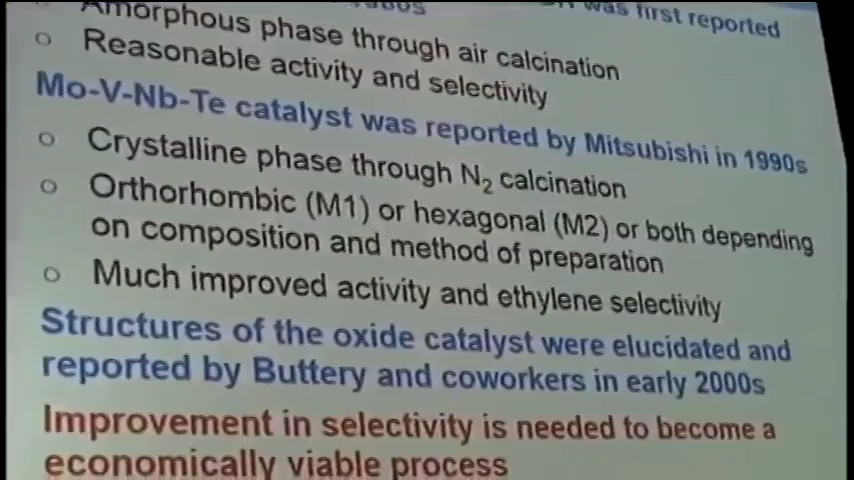 was first reported
Amorphous phase through air calcination
o Reasonable activity and selectivity
Mo-V-Nb-Te catalyst was reported by Mitsubishi in 1990s
o Crystalline phase through N₂ calcination
o Orthorhombic (M1) or hexagonal (M2) or both depending
on composition and method of preparation
o Much improved activity and ethylene selectivity
Structures of the oxide catalyst were elucidated and
reported by Buttery and coworkers in early 2000s
Improvement in selectivity is needed to become a
economically viable process